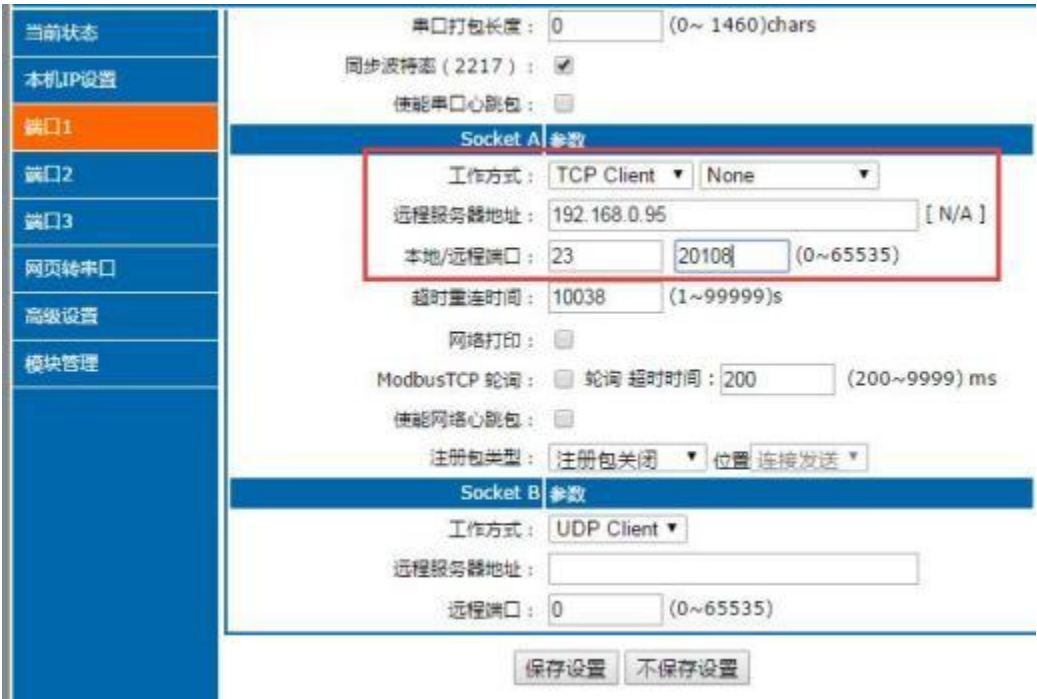 当前状态
本机IP设置
端口1
端口2
端口3
网页转串口
高级设置
模块管理
串口打包长度： 0 (0~ 1460)chars
同步波特率（2217）：
使能串口心跳包：
Socket A 参数
工作方式： TCP Client None
远程服务器地址： 192.168.0.95 [ N/A ]
本地/远程端口： 23 20108 (0~65535)
超时重连时间： 10038 (1~99999)s
网络打印：
ModbusTCP 轮询： 轮询 超时时间：200 (200~9999) ms
使能网络心跳包：
注册包类型： 注册包关闭 位置 连接发送
Socket B 参数
工作方式： UDP Client
远程服务器地址：
远程端口： 0 (0~65535)
保存设置 不保存设置